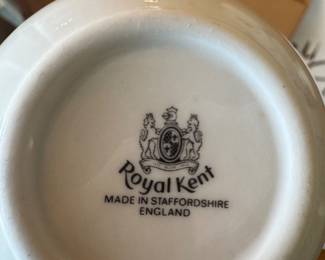 Royal Kent
MADE IN STAFFORDSHIRE
ENGLAND